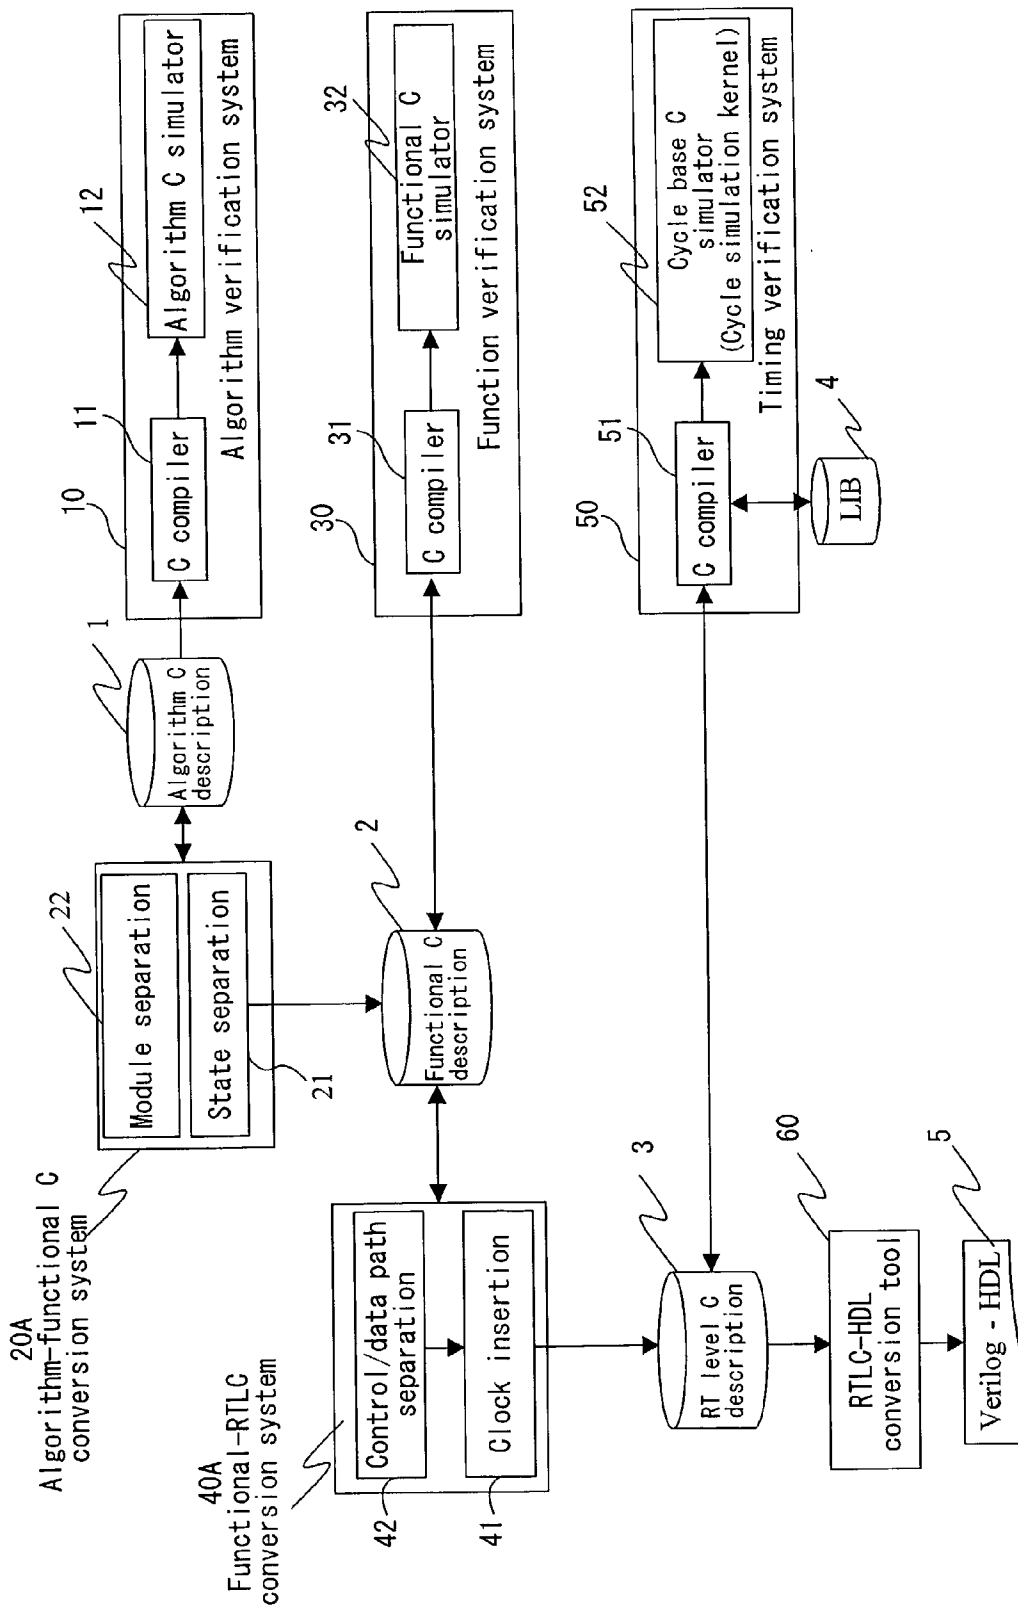 20A
Algorithm-functional C
conversion system
22
Module separation
State separation
21
1
Algorithm C
description
10
11
C compiler
12
Algorithm C simulator
Algorithm verification system
40A
Functional-RTLC
conversion system
42
Control/data path
separation
Clock insertion
41
2
Functional C
description
30
31
C compiler
32
Functional C
simulator
Function verification system
3
RT level C
description
50
51
C compiler
52
Cycle base C
simulator
(Cycle simulation kernel)
Timing verification system
4
LIB
60
RTLC-HDL
conversion tool
5
Verilog - HDL